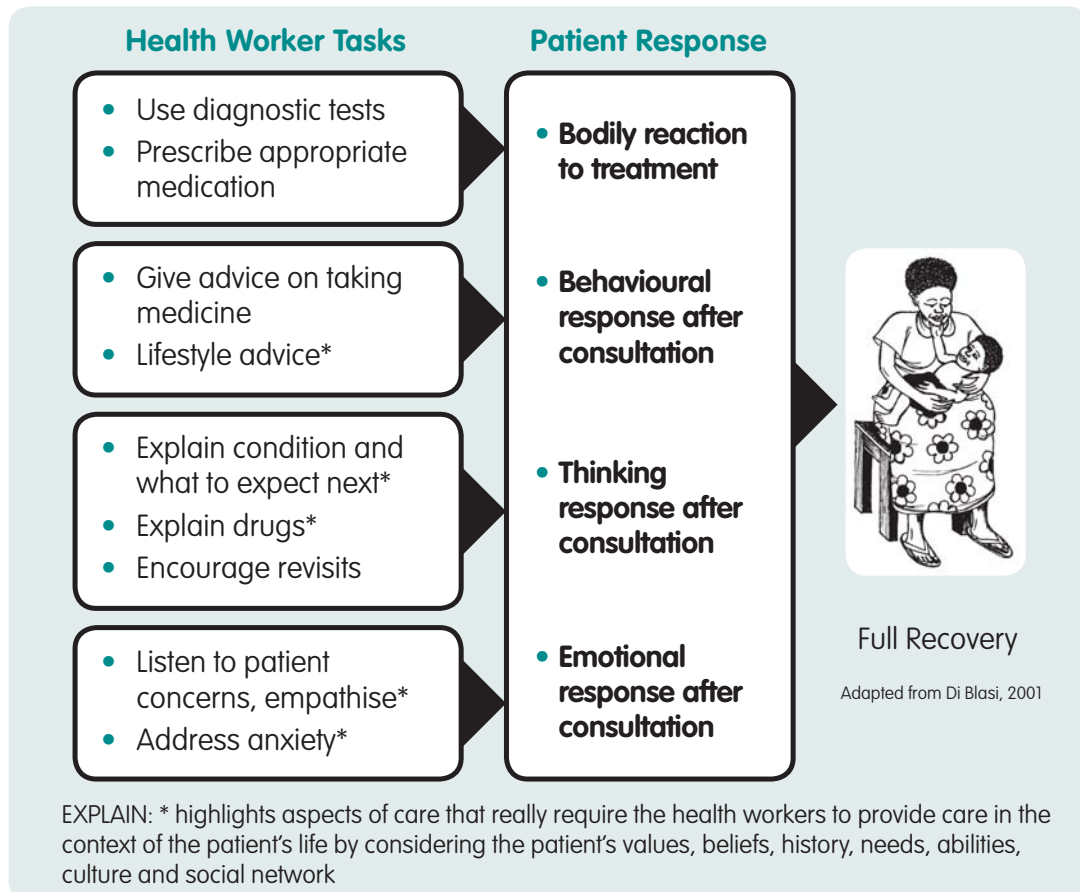 Health Worker Tasks
Patient Response
• Use diagnostic tests
• Prescribe appropriate
medication
• Give advice on taking
medicine
• Lifestyle advice*
• Explain condition and
what to expect next*
• Explain drugs*
• Encourage revisits
• Listen to patient
concerns, empathise*
• Address anxiety*
• Bodily reaction
to treatment
• Behavioural
response after
consultation
• Thinking
response after
consultation
• Emotional
response after
consultation
Full Recovery
Adapted from Di Blasi, 2001
EXPLAIN: * highlights aspects of care that really require the health workers to provide care in the
context of the patient’s life by considering the patient’s values, beliefs, history, needs, abilities,
culture and social network